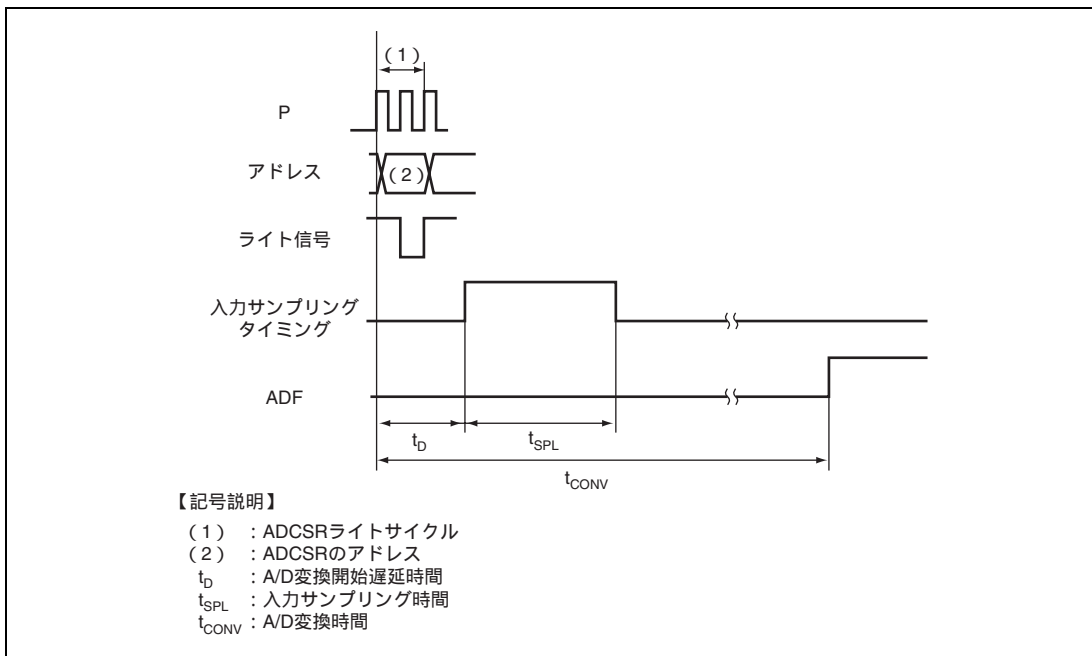 （1）
P
アドレス
（2）
ライト信号
入力サンプリング
タイミング
ADF
tD
tSPL
tCONV
【記号説明】
（1）：ADCSRライトサイクル
（2）：ADCSRのアドレス
tD：A/D変換開始遅延時間
tSPL：入力サンプリング時間
tCONV：A/D変換時間